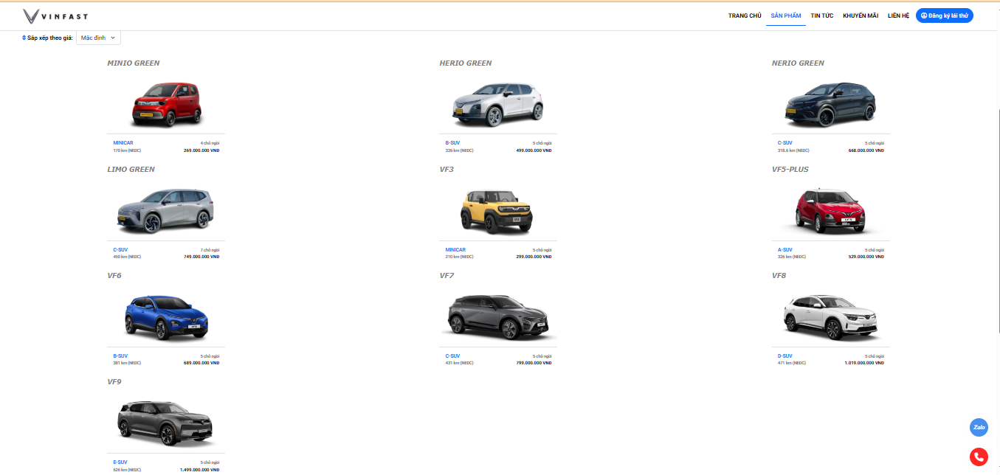 VINFAST
TRANG CHỦ SẢN PHẨM TIN TỨC KHUYẾN MÃI LIÊN HỆ Đăng ký lái thử
Sắp xếp theo giá: Mặc định
MINIO GREEN HERIO GREEN NERIO GREEN
MINICAR 4 chỗ ngồi B-SUV 5 chỗ ngồi C-SUV 5 chỗ ngồi
170 km (NEDC) 269.000.000 VNĐ 326 km (NEDC) 499.000.000 VNĐ 318.6 km (NEDC) 668.000.000 VNĐ
LIMO GREEN VF3 VF5-PLUS
C-SUV 7 chỗ ngồi MINICAR 5 chỗ ngồi A-SUV 5 chỗ ngồi
450 km (NEDC) 749.000.000 VNĐ 210 km (NEDC) 299.000.000 VNĐ 326 km (NEDC) 529.000.000 VNĐ
VF6 VF7 VF8
B-SUV 5 chỗ ngồi C-SUV 5 chỗ ngồi D-SUV 5 chỗ ngồi
381 km (NEDC) 689.000.000 VNĐ 431 km (NEDC) 799.000.000 VNĐ 471 km (NEDC) 1.019.000.000 VNĐ
VF9
Zalo
E-SUV 5 chỗ ngồi
626 km (NEDC) 1.499.000.000 VNĐ